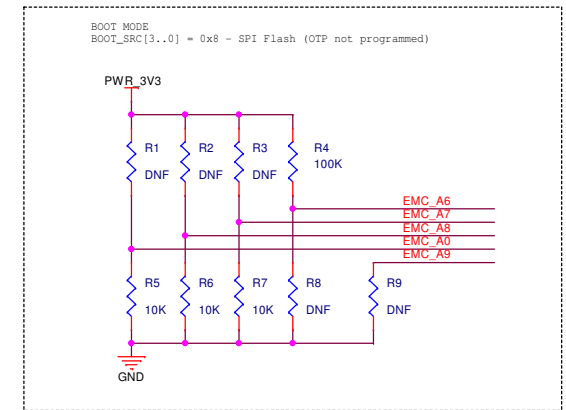 BOOT MODE
BOOT_SRC[3..0] = 0x8 - SPI Flash (OTP not programmed)
PWR_3V3
R1 R2 R3 R4
DNF DNF DNF 100K
EMC_A6
EMC_A7
EMC_A8
EMC_A0
EMC_A9
R5 R6 R7 R8 R9
10K 10K 10K DNF DNF
GND